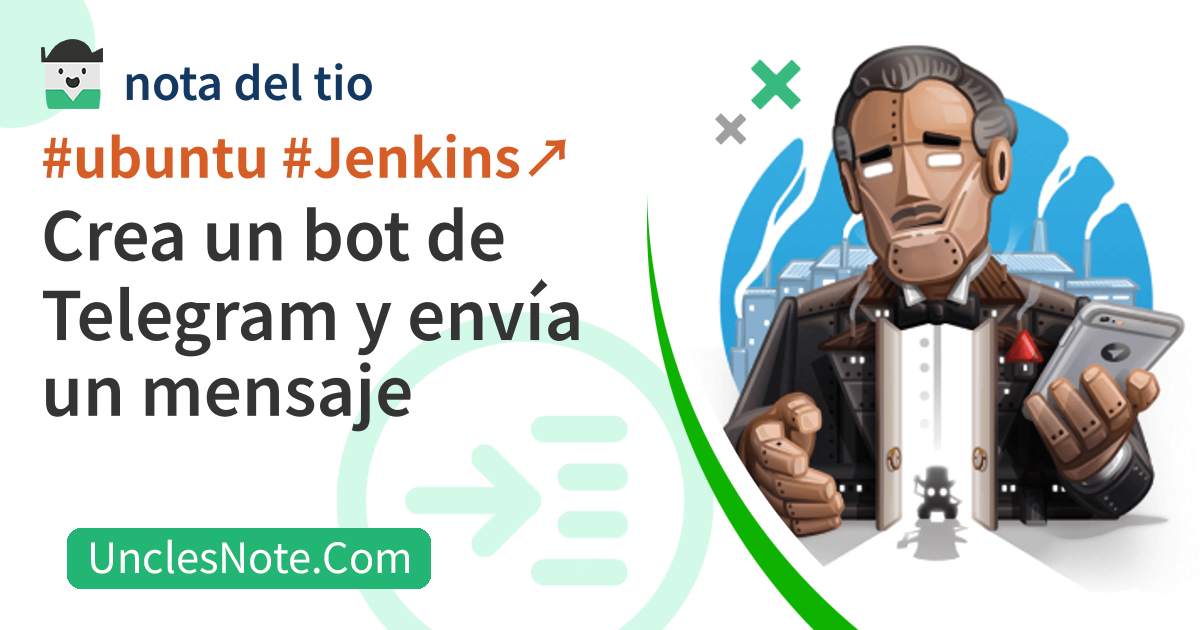 nota del tio
#ubuntu #Jenkins↗
Crea un bot de
Telegram y envía
un mensaje
UnclesNote.Com